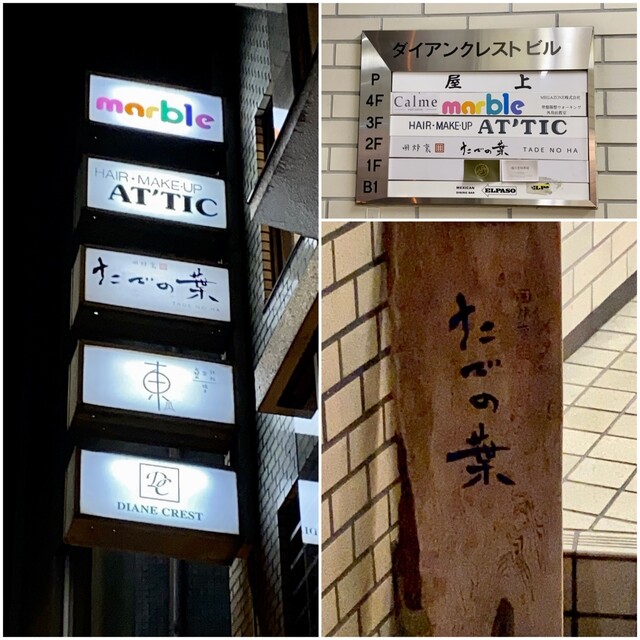 marble
HAIR・MAKE-UP
AT'TIC
たでの葉
TADE NO HA
東
DC
DIANE CREST
ダイアンクレストビル
P 屋上
4F Calme marble
3F HAIR・MAKE-UP AT'TIC
2F たでの葉 TADE NO HA
1F
B1 MEXICAN ELPASO
たでの葉